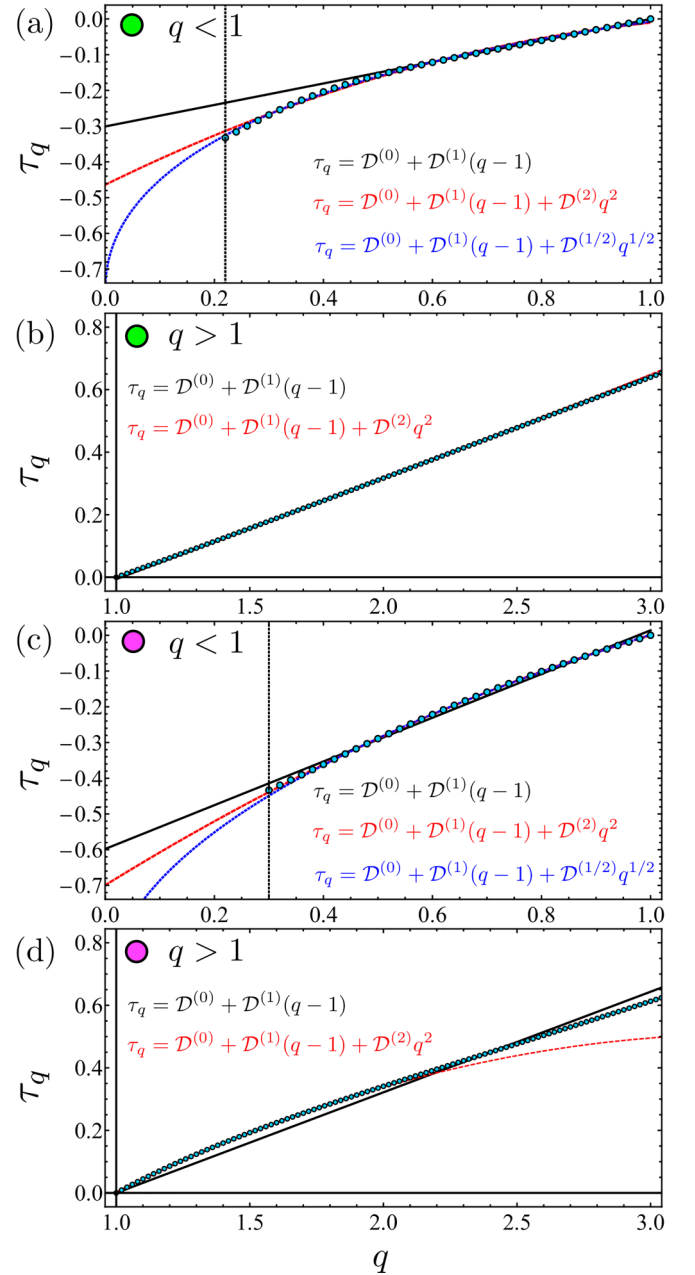 (a) q < 1
0.0
−0.1
−0.2
−0.3
−0.4
−0.5
−0.6
−0.7
τ_q
τ_q = 𝒟^(0) + 𝒟^(1)(q − 1)
τ_q = 𝒟^(0) + 𝒟^(1)(q − 1) + 𝒟^(2)q^2
τ_q = 𝒟^(0) + 𝒟^(1)(q − 1) + 𝒟^(1/2)q^1/2
0.0 0.2 0.4 0.6 0.8 1.0
(b) q > 1
0.8
0.6
0.4
0.2
0.0
τ_q
τ_q = 𝒟^(0) + 𝒟^(1)(q − 1)
τ_q = 𝒟^(0) + 𝒟^(1)(q − 1) + 𝒟^(2)q^2
1.0 1.5 2.0 2.5 3.0
(c) q < 1
0.0
−0.1
−0.2
−0.3
−0.4
−0.5
−0.6
−0.7
τ_q
τ_q = 𝒟^(0) + 𝒟^(1)(q − 1)
τ_q = 𝒟^(0) + 𝒟^(1)(q − 1) + 𝒟^(2)q^2
τ_q = 𝒟^(0) + 𝒟^(1)(q − 1) + 𝒟^(1/2)q^1/2
0.0 0.2 0.4 0.6 0.8 1.0
(d) q > 1
0.8
0.6
0.4
0.2
0.0
τ_q
τ_q = 𝒟^(0) + 𝒟^(1)(q − 1)
τ_q = 𝒟^(0) + 𝒟^(1)(q − 1) + 𝒟^(2)q^2
1.0 1.5 2.0 2.5 3.0
q